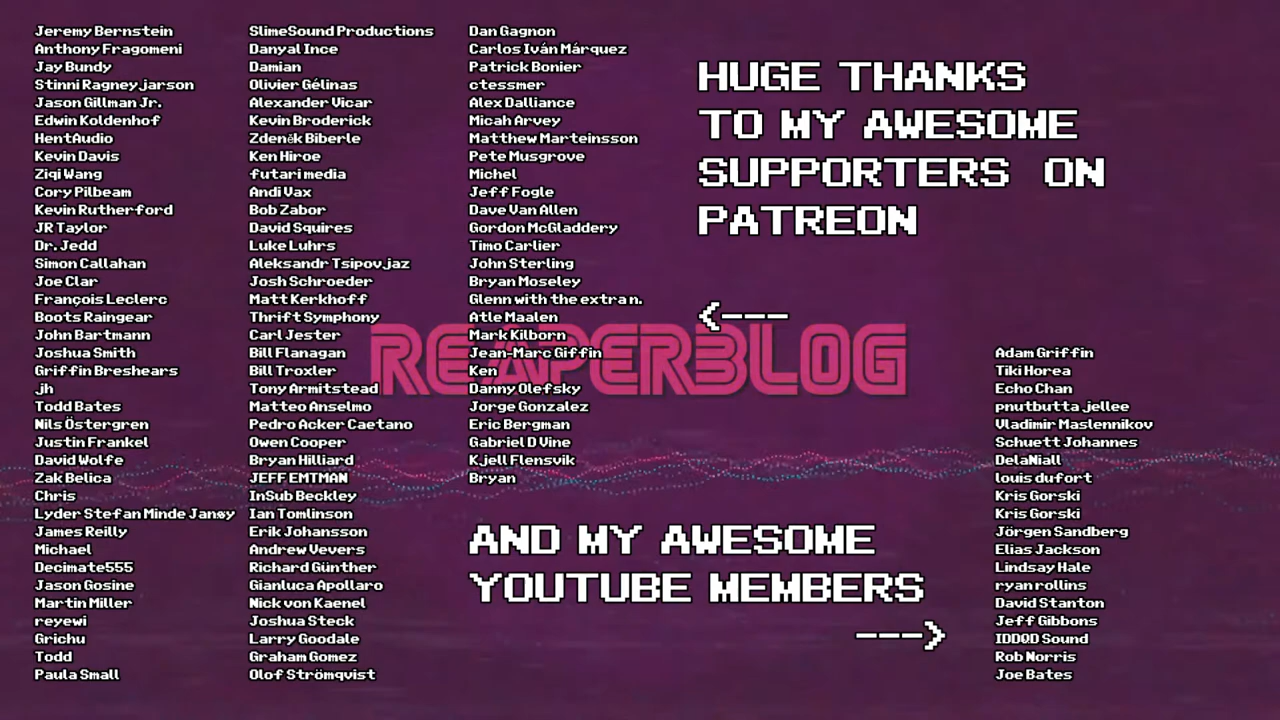 Jeremy Bernstein
Anthony Fragomeni
Jay Bundy
Stinni Ragneyjarson
Jason Gillman Jr.
Edwin Koldenhof
HentAudio
Kevin Davis
Ziqi Wang
Cory Pilbeam
Kevin Rutherford
JR Taylor
Dr. Jedd
Simon Callahan
Joe Clar
François Leclerc
Boots Raingear
John Bartmann
Joshua Smith
Griffin Breshears
jh
Todd Bates
Nils Östergren
Justin Frankel
David Wolfe
Zak Belica
Chris
Lyder Stefan Minde Jansy
James Reilly
Michael
Decimate555
Jason Gosine
Martin Miller
reyewi
Grichu
Todd
Paula Small
SlimeSound Productions
Danyal Ince
Damian
Olivier Gélinas
Alexander Vicar
Kevin Broderick
Zdeněk Biberle
Ken Hiroe
futari media
Andi Vax
Bob Zabor
David Squires
Luke Luhrs
Aleksandr Tsipovjaz
Josh Schroeder
Matt Kerkhoff
Thrift Symphony
Carl Jester
Bill Flanagan
Bill Troxler
Tony Armitstead
Matteo Anselmo
Pedro Acker Caetano
Owen Cooper
Bryan Hilliard
JEFF EMTMAN
InSub Beckley
Ian Tomlinson
Erik Johansson
Andrew Vevers
Richard Günther
Gianluca Apollaro
Nick von Kaenel
Joshua Steck
Larry Goodale
Graham Gomez
Olof Strömqvist
Dan Gagnon
Carlos Iván Márquez
Patrick Bonier
ctessmer
Alex Dalliance
Micah Arvey
Matthew Marteinsson
Pete Musgrove
Michel
Jeff Fogle
Dave Van Allen
Gordon McGladdery
Timo Carlier
John Sterling
Bryan Moseley
Glenn with the extra n.
Atle Maalen
Mark Kilborn
Jean-Marc Giffin
Ken
Danny Olefsky
Jorge Gonzalez
Eric Bergman
Gabriel D Vine
Kjell Flensvik
Bryan
HUGE THANKS
TO MY AWESOME
SUPPORTERS ON
PATREON
<---
REAPERBLOG
AND MY AWESOME
YOUTUBE MEMBERS
--->
Adam Griffin
Tiki Horea
Echo Chan
pnutbutta jellee
Vladimir Maslennikov
Schuett Johannes
DelaNiall
louis dufort
Kris Gorski
Kris Gorski
Jörgen Sandberg
Elias Jackson
Lindsay Hale
ryan rollins
David Stanton
Jeff Gibbons
IDDQD Sound
Rob Norris
Joe Bates